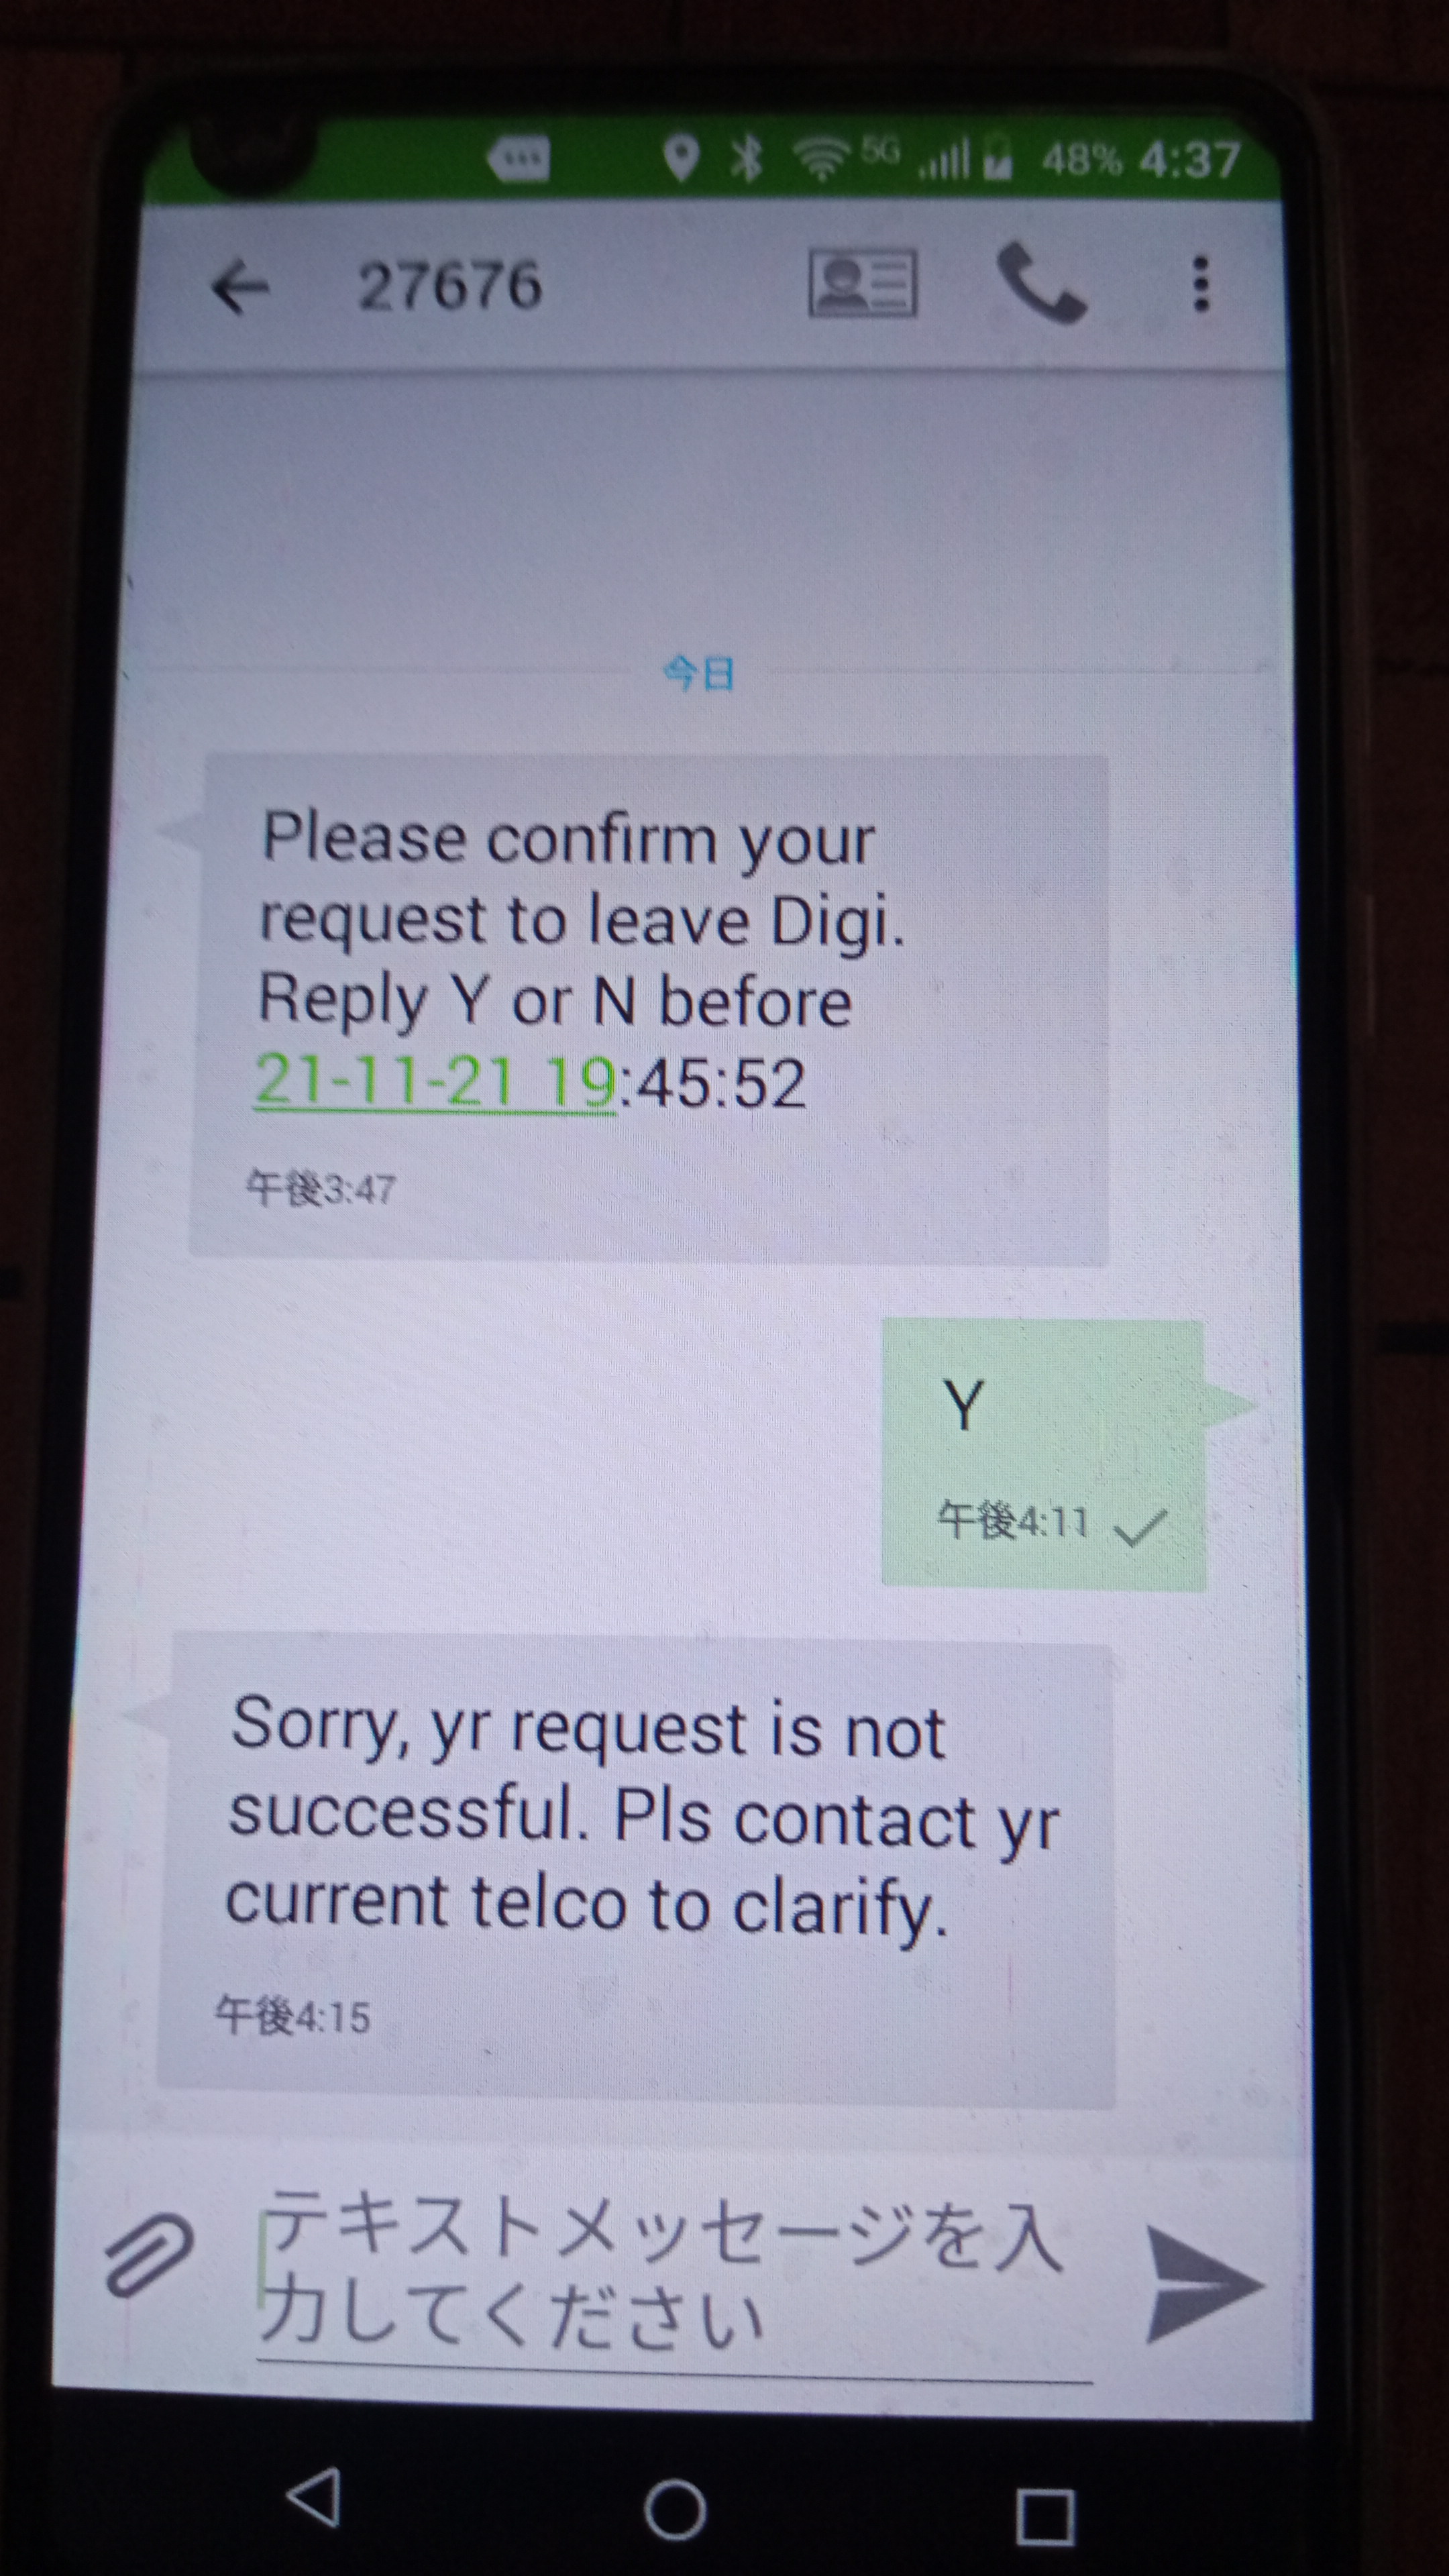 5G 48% 4:37
27676
今日
Please confirm your
request to leave Digi.
Reply Y or N before
21-11-21 19:45:52
午後3:47
Y
午後4:11
Sorry, yr request is not
successful. Pls contact yr
current telco to clarify.
午後4:15
テキストメッセージを入
力してください